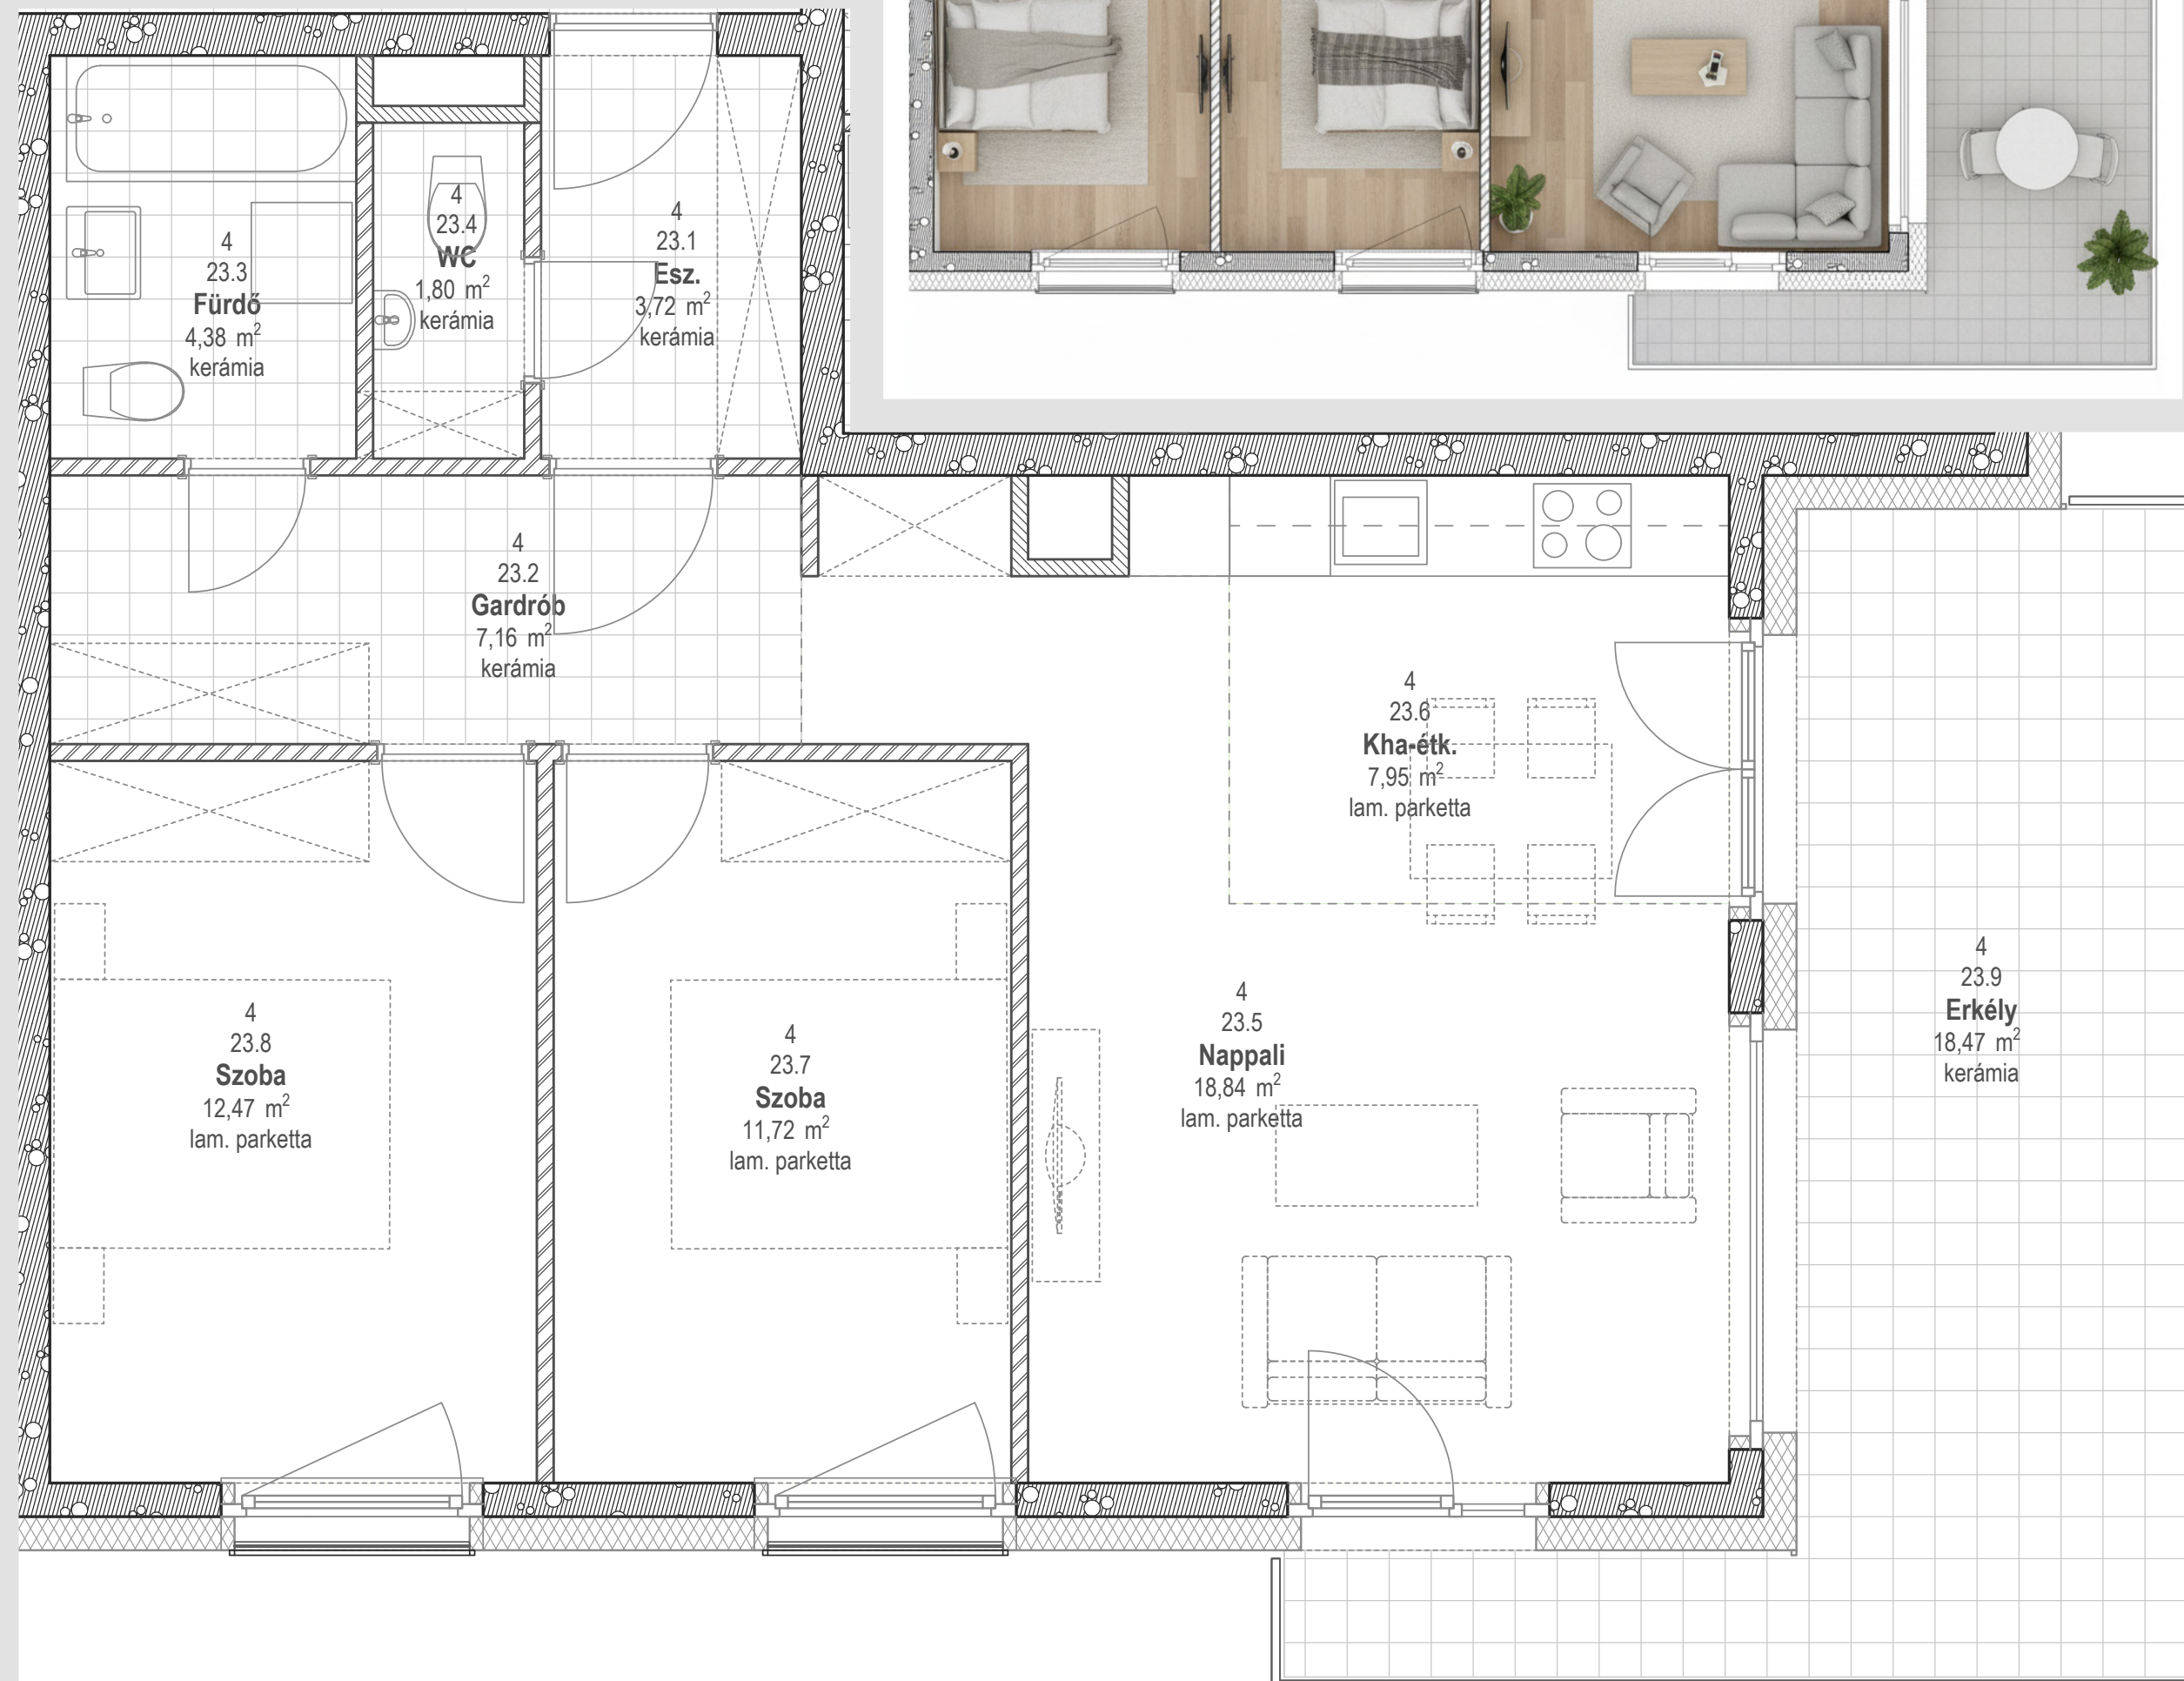 4
23.3
Fürdő
4,38 m²
kerámia
4
23.4
WC
1,80 m²
kerámia
4
23.1
Esz.
3,72 m²
kerámia
4
23.2
Gardrób
7,16 m²
kerámia
4
23.6
Kha-étk.
7,95 m²
lam. parketta
4
23.9
Erkély
18,47 m²
kerámia
4
23.8
Szoba
12,47 m²
lam. parketta
4
23.7
Szoba
11,72 m²
lam. parketta
4
23.5
Nappali
18,84 m²
lam. parketta